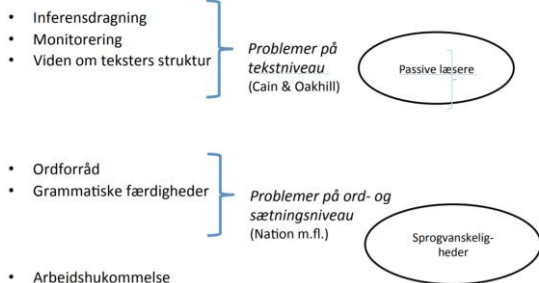 • Inferensdragning
• Monitorering
• Viden om teksters struktur
Problemer på
tekstniveau
(Cain & Oakhill)
Passive læsere
• Ordforråd
• Grammatiske færdigheder
Problemer på ord- og
sætningsniveau
(Nation m.fl.)
Sprogvanskelig-
heder
• Arbejdshukommelse